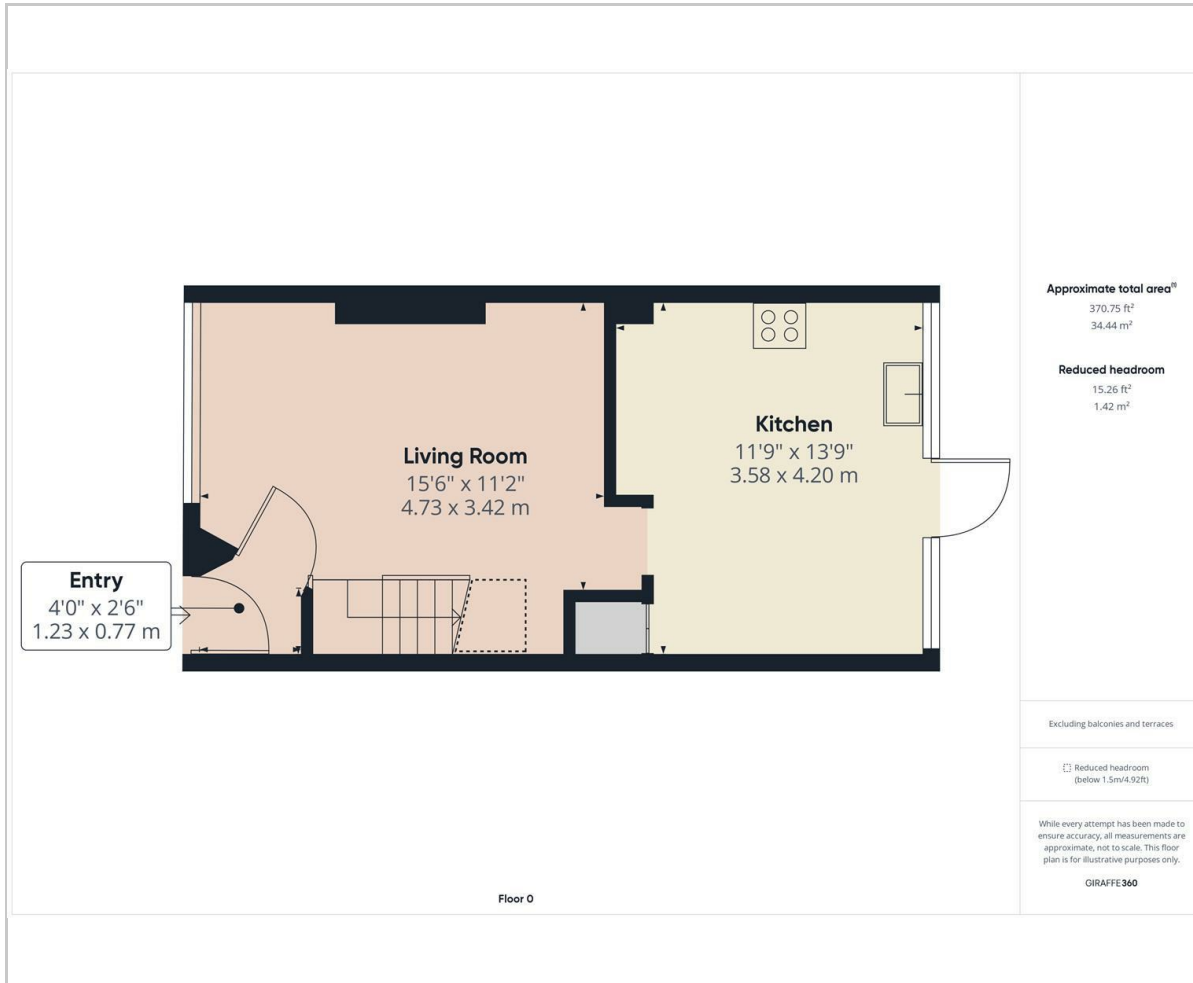 Living Room
15'6" x 11'2"
4.73 x 3.42 m
Kitchen
11'9" x 13'9"
3.58 x 4.20 m
Entry
4'0" x 2'6"
1.23 x 0.77 m
Floor 0
Approximate total area(1)
370.75 ft²
34.44 m²
Reduced headroom
15.26 ft²
1.42 m²
Excluding balconies and terraces
Reduced headroom
(below 1.5m/4.92ft)
While every attempt has been made to
ensure accuracy, all measurements are
approximate, not to scale. This floor
plan is for illustrative purposes only.
GIRAFFE360